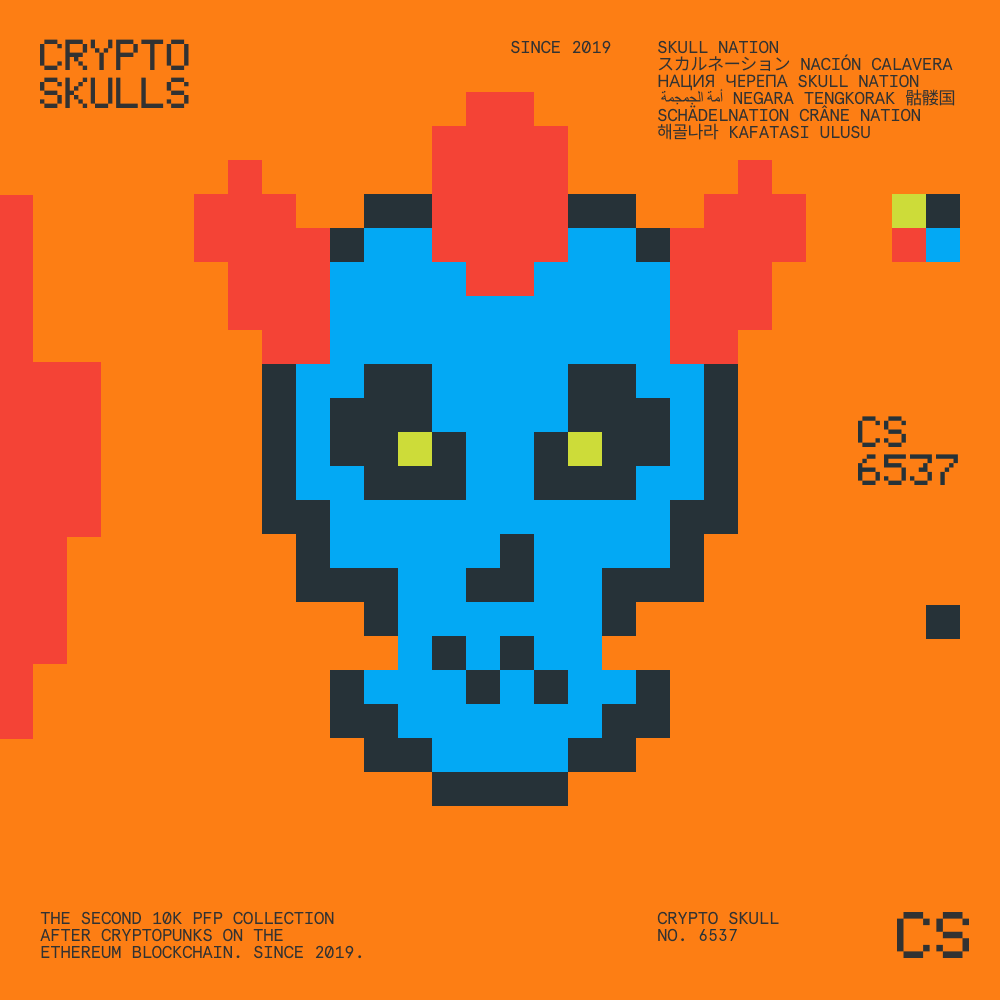 CRYPTO
SKULLS
SINCE 2019
SKULL NATION
スカルネーション NACIÓN CALAVERA
НАЦИЯ ЧЕРЕПА SKULL NATION
أمة الجمجمة NEGARA TENGKORAK 骷髅国
SCHÄDELNATION CRÂNE NATION
해골나라 KAFATASI ULUSU
CS
6537
THE SECOND 10K PFP COLLECTION
AFTER CRYPTOPUNKS ON THE
ETHEREUM BLOCKCHAIN. SINCE 2019.
CRYPTO SKULL
NO. 6537
CS